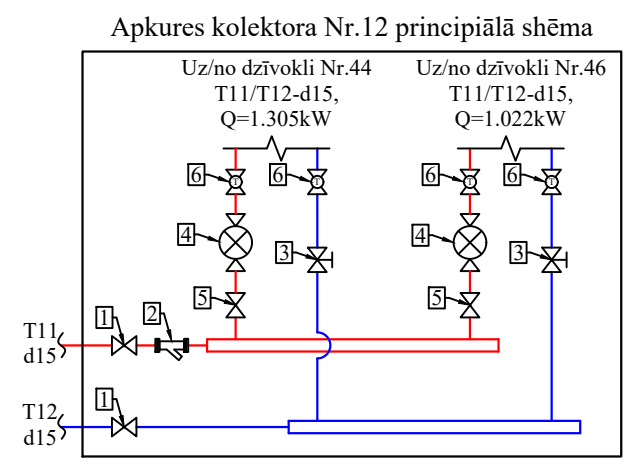 Apkures kolektora Nr.12 principiālā shēma
Uz/no dzīvokli Nr.44
T11/T12-d15,
Q=1.305kW
Uz/no dzīvokli Nr.46
T11/T12-d15,
Q=1.022kW
6
6
6
6
T
T
T
T
4
3
4
3
5
5
T11
d15
1
2
T12
d15
1